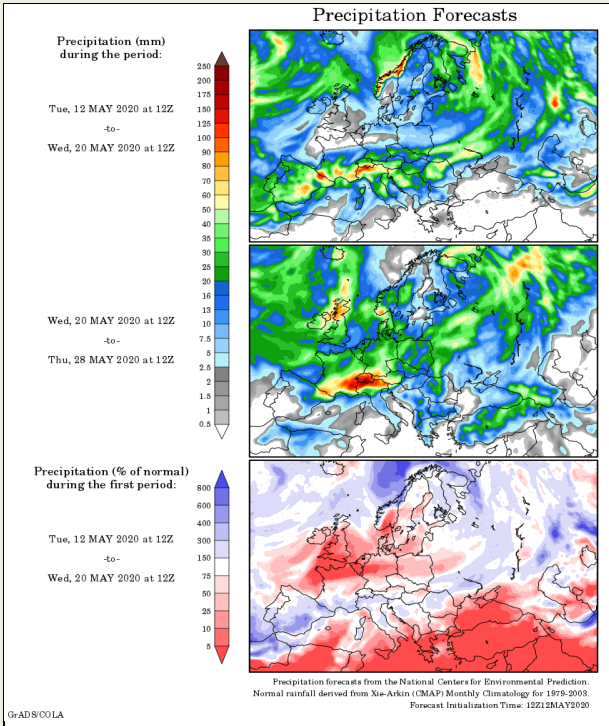 Precipitation Forecasts
Precipitation (mm)
during the period:
Tue, 12 MAY 2020 at 12Z
-to-
Wed, 20 MAY 2020 at 12Z
250
200
175
150
125
100
90
80
70
60
50
40
35
30
25
20
16
13
10
7.5
5
2.5
2
1.5
1
0.5
Wed, 20 MAY 2020 at 12Z
-to-
Thu, 28 MAY 2020 at 12Z
Precipitation (% of normal)
during the first period:
Tue, 12 MAY 2020 at 12Z
-to-
Wed, 20 MAY 2020 at 12Z
800
600
400
300
150
75
50
25
10
5
Precipitation forecasts from the National Centers for Environmental Prediction.
Normal rainfall derived from Xie-Arkin (CMAP) Monthly Climatology for 1979-2003.
Forecast Initialization Time: 12Z12MAY2020
GrADS/COLA